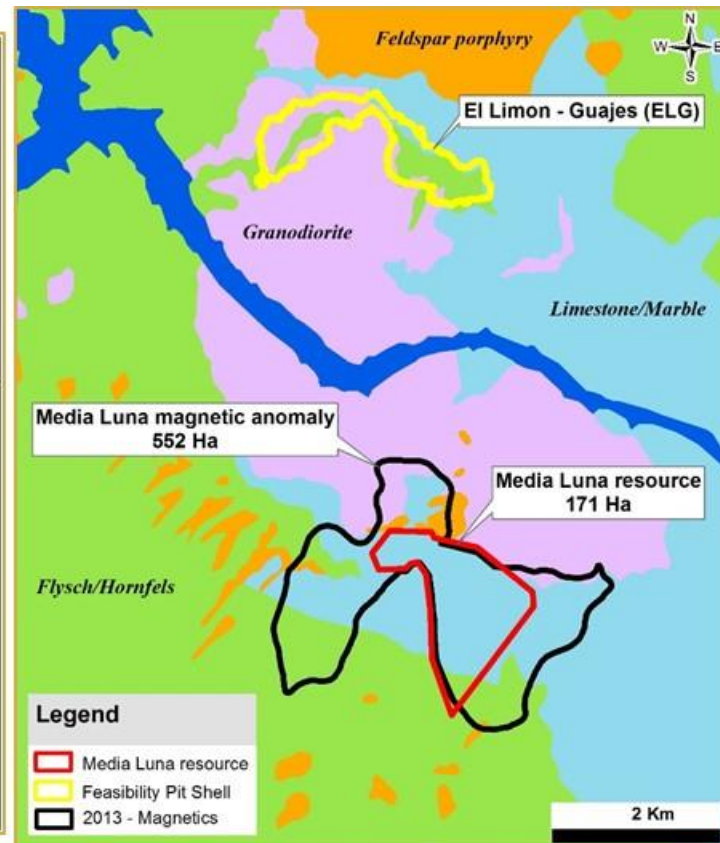 Feldspar porphyry
N
W E
S
El Limon - Guajes (ELG)
Granodiorite
Limestone/Marble
Media Luna magnetic anomaly
552 Ha
Media Luna resource
171 Ha
Flysch/Hornfels
Legend
Media Luna resource
Feasibility Pit Shell
2013 - Magnetics
2 Km